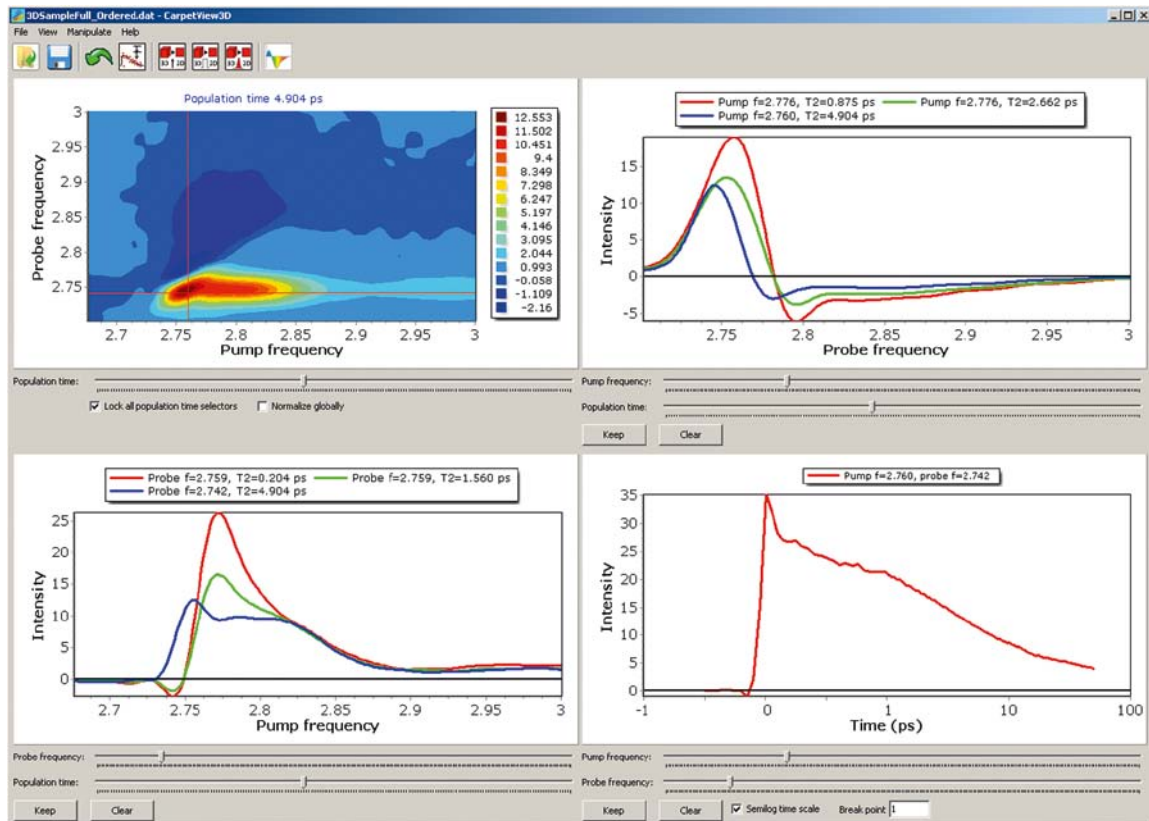 3DSampleFull_Ordered.dat - CarpetView3D
File View Manipulate Help
3D 2D 3D 2D 3D 2D
Population time 4.904 ps
3
2.95
2.9
2.85
2.8
2.75
Probe frequency
2.7 2.75 2.8 2.85 2.9 2.95 3
Pump frequency
12.553
11.502
10.451
9.4
8.349
7.298
6.247
5.197
4.146
3.095
2.044
0.993
-0.058
-1.109
-2.16
Population time:
Lock all population time selectors Normalize globally
Pump f=2.776, T2=0.875 ps Pump f=2.776, T2=2.662 ps
Pump f=2.760, T2=4.904 ps
15
10
5
0
-5
Intensity
2.75 2.8 2.85 2.9 2.95 3
Probe frequency
Pump frequency:
Population time:
Keep Clear
Probe f=2.759, T2=0.204 ps Probe f=2.759, T2=1.560 ps
Probe f=2.742, T2=4.904 ps
25
20
15
10
5
0
Intensity
2.7 2.75 2.8 2.85 2.9 2.95 3
Pump frequency
Probe frequency:
Population time:
Keep Clear
Pump f=2.760, probe f=2.742
35
30
25
20
15
10
5
0
Intensity
-1 0 1 10 100
Time (ps)
Pump frequency:
Probe frequency:
Keep Clear Semilog time scale Break point 1